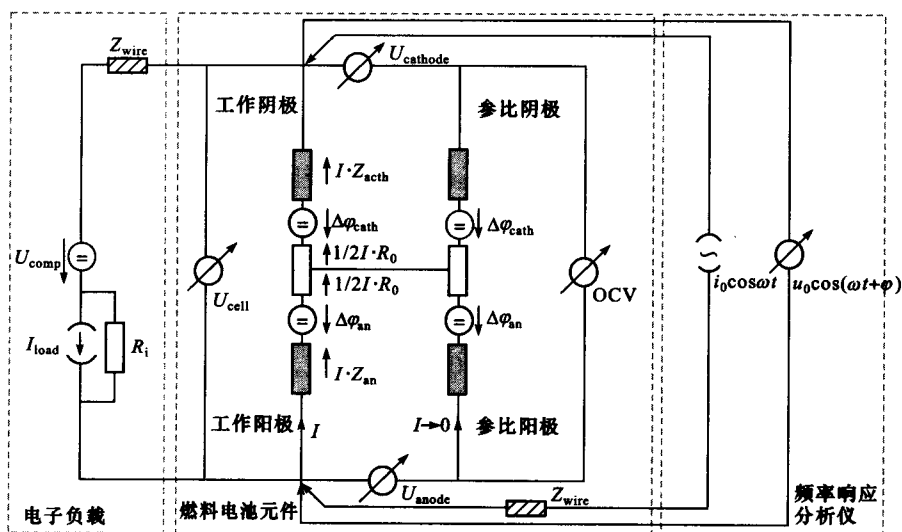 Z_wire
U_cathode
工作阴极
参比阴极
I·Z_acth
Δφ_cath
Δφ_cath
U_comp
1/2I·R_0
1/2I·R_0
U_cell
OCV
i_0cosωt
u_0cos(ωt+φ)
I_load
R_i
Δφ_an
Δφ_an
I·Z_an
工作阳极
I
I→0
参比阳极
U_anode
Z_wire
电子负载
燃料电池元件
频率响应
分析仪